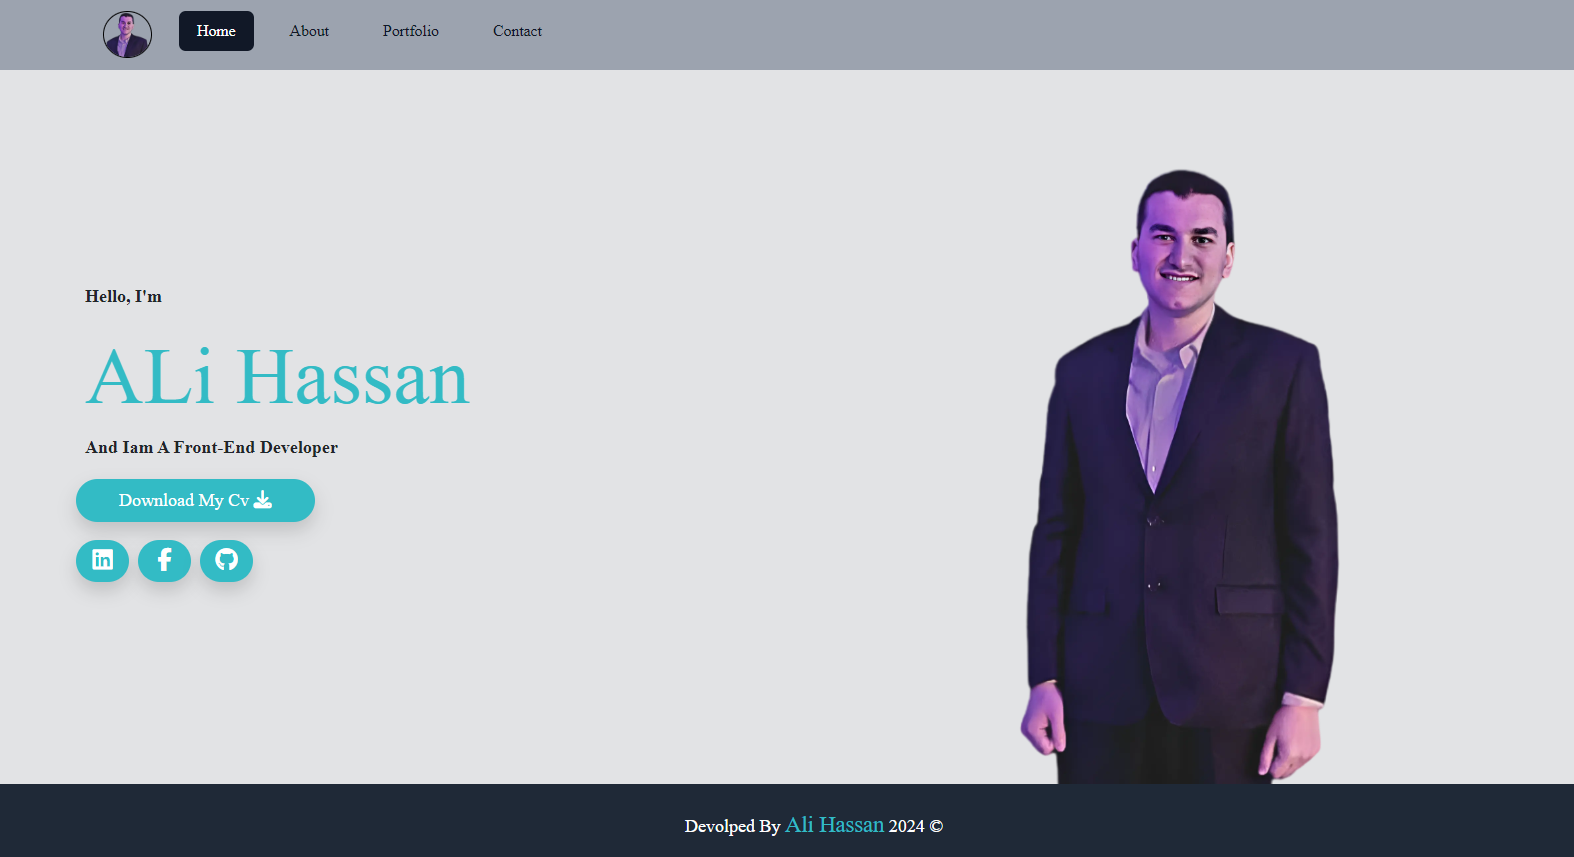 Home About Portfolio Contact
Hello, I'm
ALi Hassan
And Iam A Front-End Developer
Download My Cv
Devolped By Ali Hassan 2024 ©